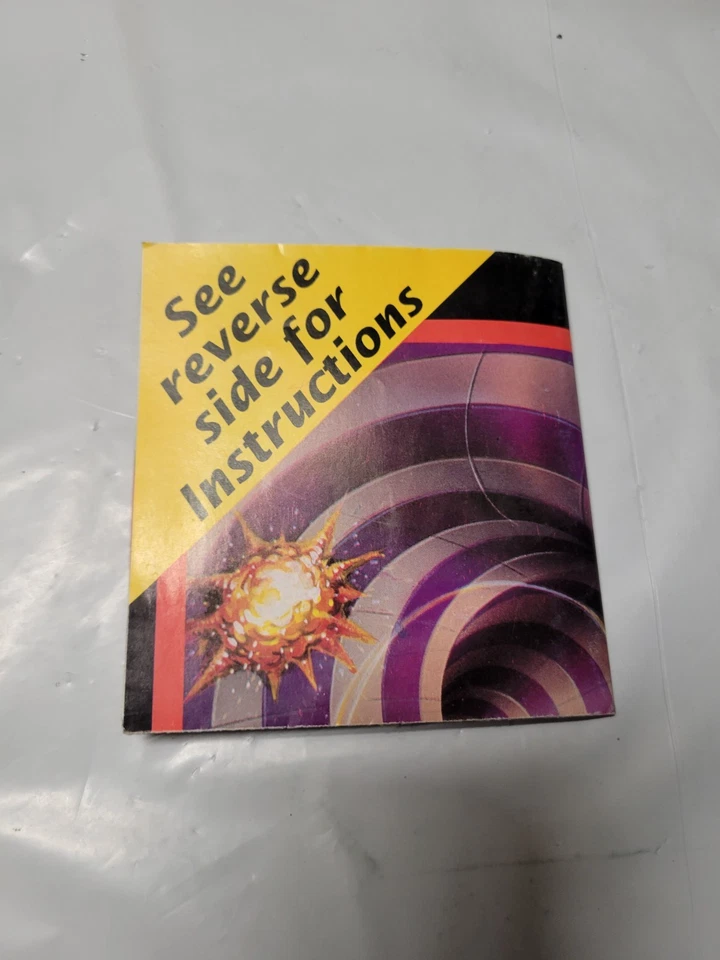 See
reverse
side for
Instructions